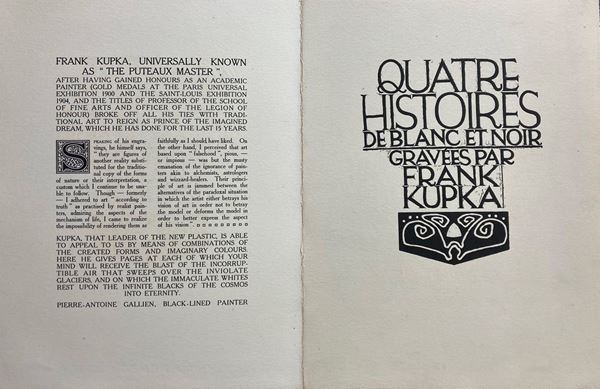 FRANK KUPKA, UNIVERSALLY KNOWN
AS " THE PUTEAUX MASTER ",
AFTER HAVING GAINED HONOURS AS AN ACADEMIC
PAINTER (GOLD MEDALS AT THE PARIS UNIVERSAL
EXHIBITION 1900 AND THE SAINT-LOUIS EXHIBITION
1904, AND THE TITLES OF PROFESSOR OF THE SCHOOL
OF FINE ARTS AND OFFICER OF THE LEGION OF
HONOUR) BROKE OFF ALL HIS TIES WITH TRADI-
TIONAL ART TO REIGN AS PRINCE OF THE IMAGINED
DREAM, WHICH HE HAS DONE FOR THE LAST 15 YEARS.
SPEAKING of his engra-
vings, he himself says,
" they are figures of
another reality substi-
tuted for the traditio-
nal copy of the forms
of nature or their interpretation, a
custom which I continue to be una-
ble to follow. Though — formerly
— I adhered to art " according to
truth " as practised by realist pain-
ters, admiring the aspects of the
mechanism of life, I came to realize
the impossibility of rendering them as
faithfully as I should have liked. On
the other hand, I perceived that art
based upon " falsehood ", pious, —
or impious — was but the musty
emanation of the ignorance of pain-
ters akin to alchemists, astrologers
and wizzard-healers. Their princi-
ple of art is jammed between the
alternatives of the paradoxal situation
in which the artist either betrays his
vision of art in order not to betray
the model or deforms the model in
order to better express the aspect
of his vision ".
KUPKA, THAT LEADER OF THE NEW PLASTIC, IS ABLE
TO APPEAL TO US BY MEANS OF COMBINATIONS OF
THE CREATED FORMS AND IMAGINARY COLOURS.
HERE HE GIVES PAGES AT EACH OF WHICH YOUR
MIND WILL RECEIVE THE BLAST OF THE INCORRUP-
TIBLE AIR THAT SWEEPS OVER THE INVIOLATE
GLACIERS, AND ON WHICH THE IMMACULATE WHITES
REST UPON THE INFINITE BLACKS OF THE COSMOS
INTO ETERNITY.
PIERRE-ANTOINE GALLIEN, BLACK-LINED PAINTER
QUATRE
HISTOIRES
DE BLANC ET NOIR
GRAVÉES PAR
FRANK
KUPKA